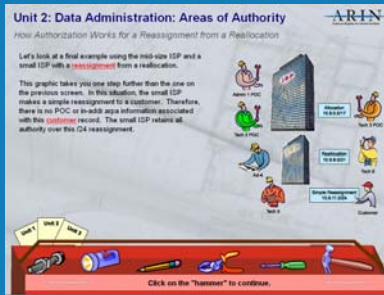 Unit 2: Data Administration: Areas of Authority
ARIN
How Authorization Works for a Reassignment from a Reallocation
Let's look at a final example using the mid-size ISP and a
small ISP with a reassignment from a reallocation.
This graphic takes you one step further than the one on
the previous screen. In this situation, the small ISP
makes a simple reassignment to a customer. Therefore,
there is no POC or in-addr.arpa information associated
with this customer record. The small ISP retains all
authority over this /24 reassignment.
Admin 1 POC
Tech 2 POC
Allocation
Tech 3 POC
Reallocation
Simple Reassignment
Customer
Unit 1
Unit 2
Unit 3
Click on the "hammer" to continue.